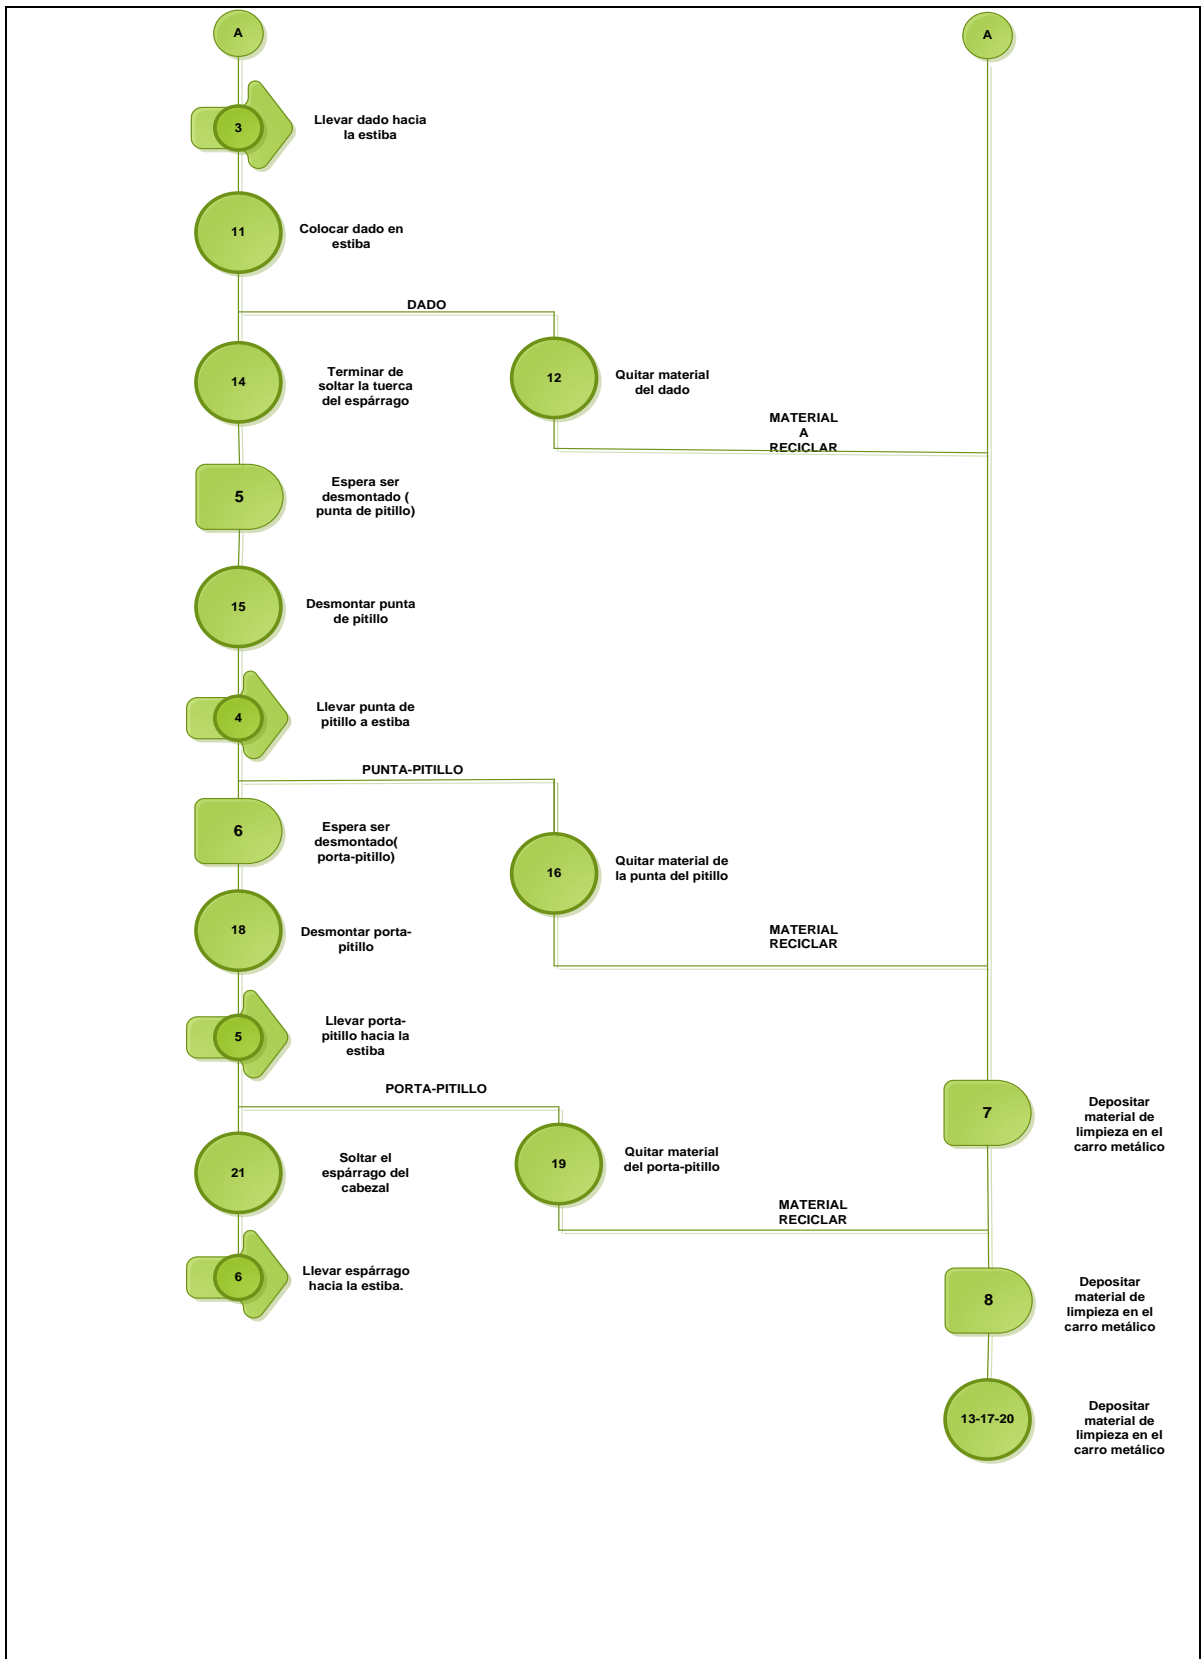 A
A
3
Llevar dado hacia
la estiba
11
Colocar dado en
estiba
DADO
14
Terminar de
soltar la tuerca
del espárrago
12
Quitar material
del dado
MATERIAL
A
RECICLAR
5
Espera ser
desmontado (
punta de pitillo)
15
Desmontar punta
de pitillo
4
Llevar punta de
pitillo a estiba
PUNTA-PITILLO
6
Espera ser
desmontado(
porta-pitillo)
16
Quitar material de
la punta del pitillo
18
Desmontar porta-
pitillo
MATERIAL
RECICLAR
5
Llevar porta-
pitillo hacia la
estiba
PORTA-PITILLO
7
Depositar
material de
limpieza en el
carro metálico
21
Soltar el
espárrago del
cabezal
19
Quitar material
del porta-pitillo
MATERIAL
RECICLAR
6
Llevar espárrago
hacia la estiba.
8
Depositar
material de
limpieza en el
carro metálico
13-17-20
Depositar
material de
limpieza en el
carro metálico